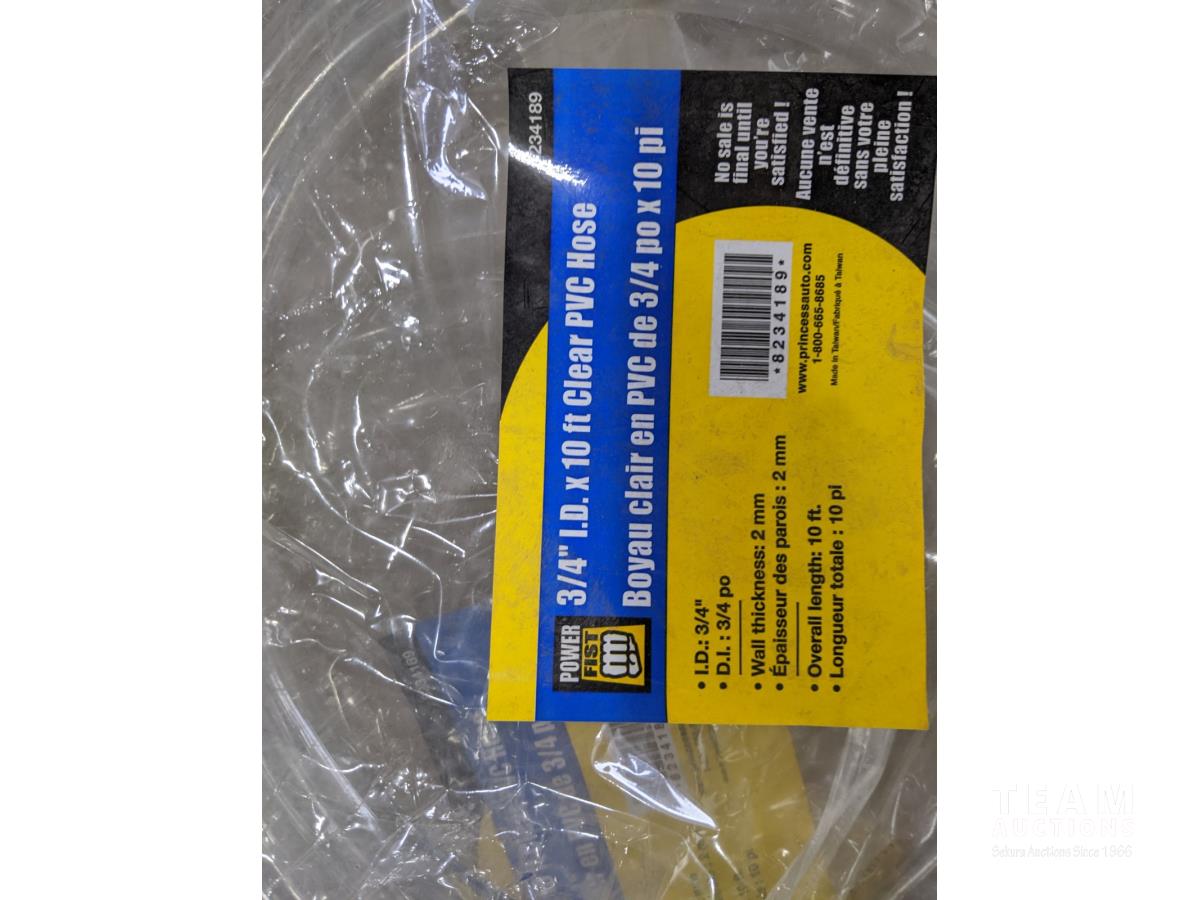 8234189
POWER
FIST
3/4" I.D. x 10 ft Clear PVC Hose
Boyau clair en PVC de 3/4 po x 10 pi
• I.D.: 3/4"
• D.I. : 3/4 po
• Wall thickness: 2 mm
• Épaisseur des parois : 2 mm
• Overall length: 10 ft.
• Longueur totale : 10 pi
*8234189*
www.princessauto.com
1-800-665-8685
Made in Taiwan/Fabriqué à Taiwan
No sale is
final until
you're
satisfied !
Aucune vente
n'est
définitive
sans votre
pleine
satisfaction !
TEAM
AUCTIONS
Sekura Auctions Since 1966